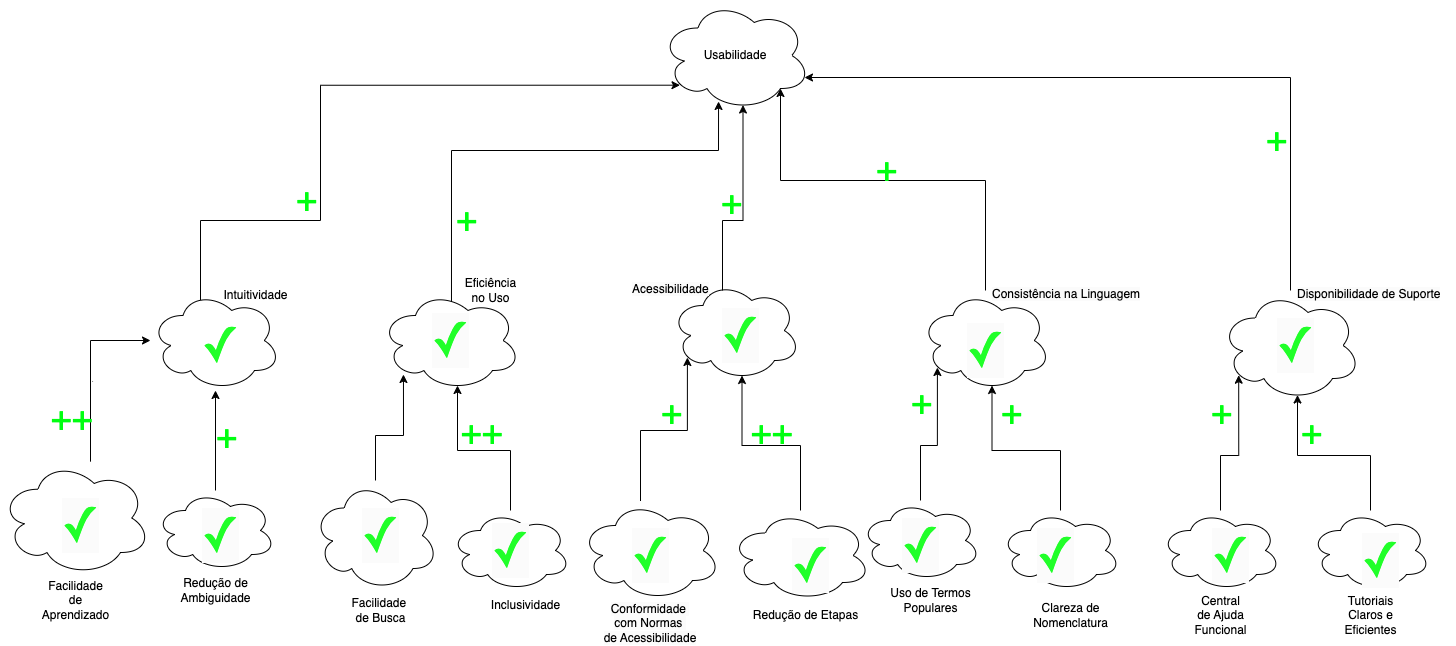 Usabilidade
+
+
+
+
+
Intuitividade
Eficiência
no Uso
Acessibilidade
Consistência na Linguagem
Disponibilidade de Suporte
++
+
++
+
++
+
+
+
+
Facilidade
de
Aprendizado
Redução de
Ambiguidade
Facilidade
de Busca
Inclusividade
Conformidade
com Normas
de Acessibilidade
Redução de Etapas
Uso de Termos
Populares
Clareza de
Nomenclatura
Central
de Ajuda
Funcional
Tutoriais
Claros e
Eficientes